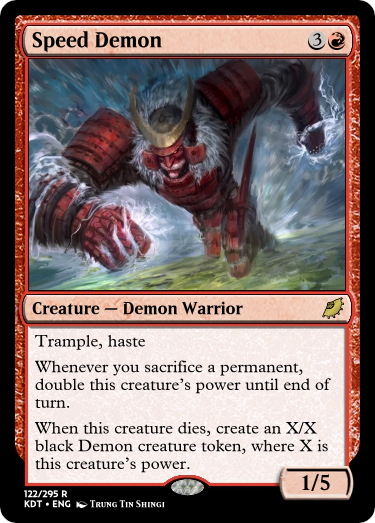 Speed Demon 3
Creature — Demon Warrior
Trample, haste
Whenever you sacrifice a permanent,
double this creature's power until end of
turn.
When this creature dies, create an X/X
black Demon creature token, where X is
this creature's power.
1/5
122/295 R
KDT • ENG Trung Tin Shingi